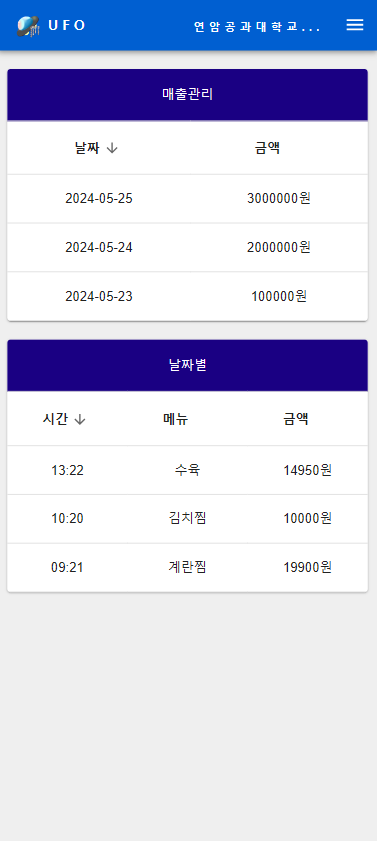 UFO 연암공과대학교...
매출관리
날짜 금액
2024-05-25 3000000원
2024-05-24 2000000원
2024-05-23 100000원
날짜별
시간 메뉴 금액
13:22 수육 14950원
10:20 김치찜 10000원
09:21 계란찜 19900원